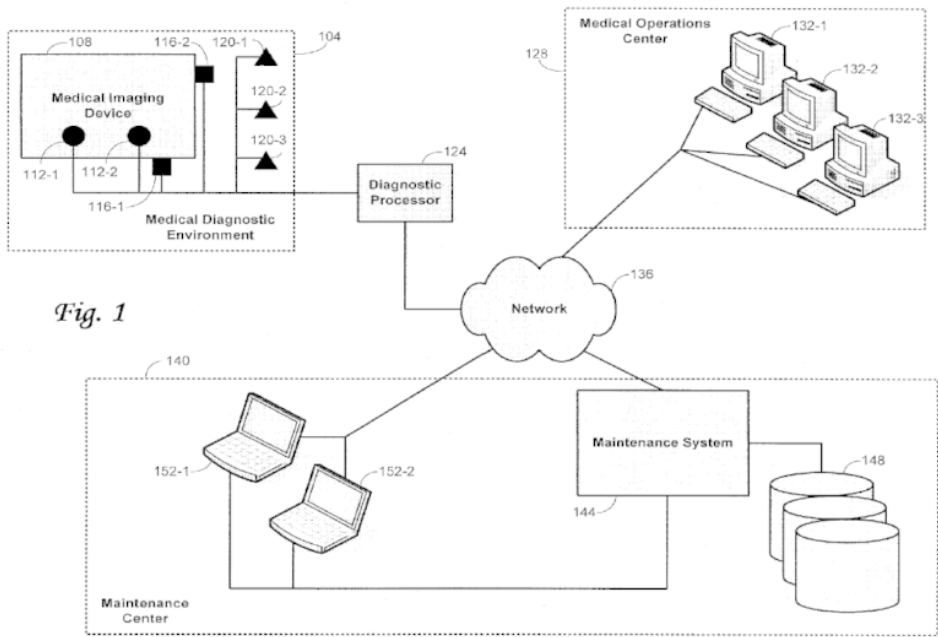 108
116-2
120-1
104
Medical Imaging
Device
120-2
120-3
112-1
112-2
116-1
Medical Diagnostic
Environment
124
Diagnostic
Processor
Medical Operations
Center
132-1
128
132-2
132-3
136
Network
Fig. 1
140
152-1
152-2
Maintenance System
144
148
Maintenance
Center